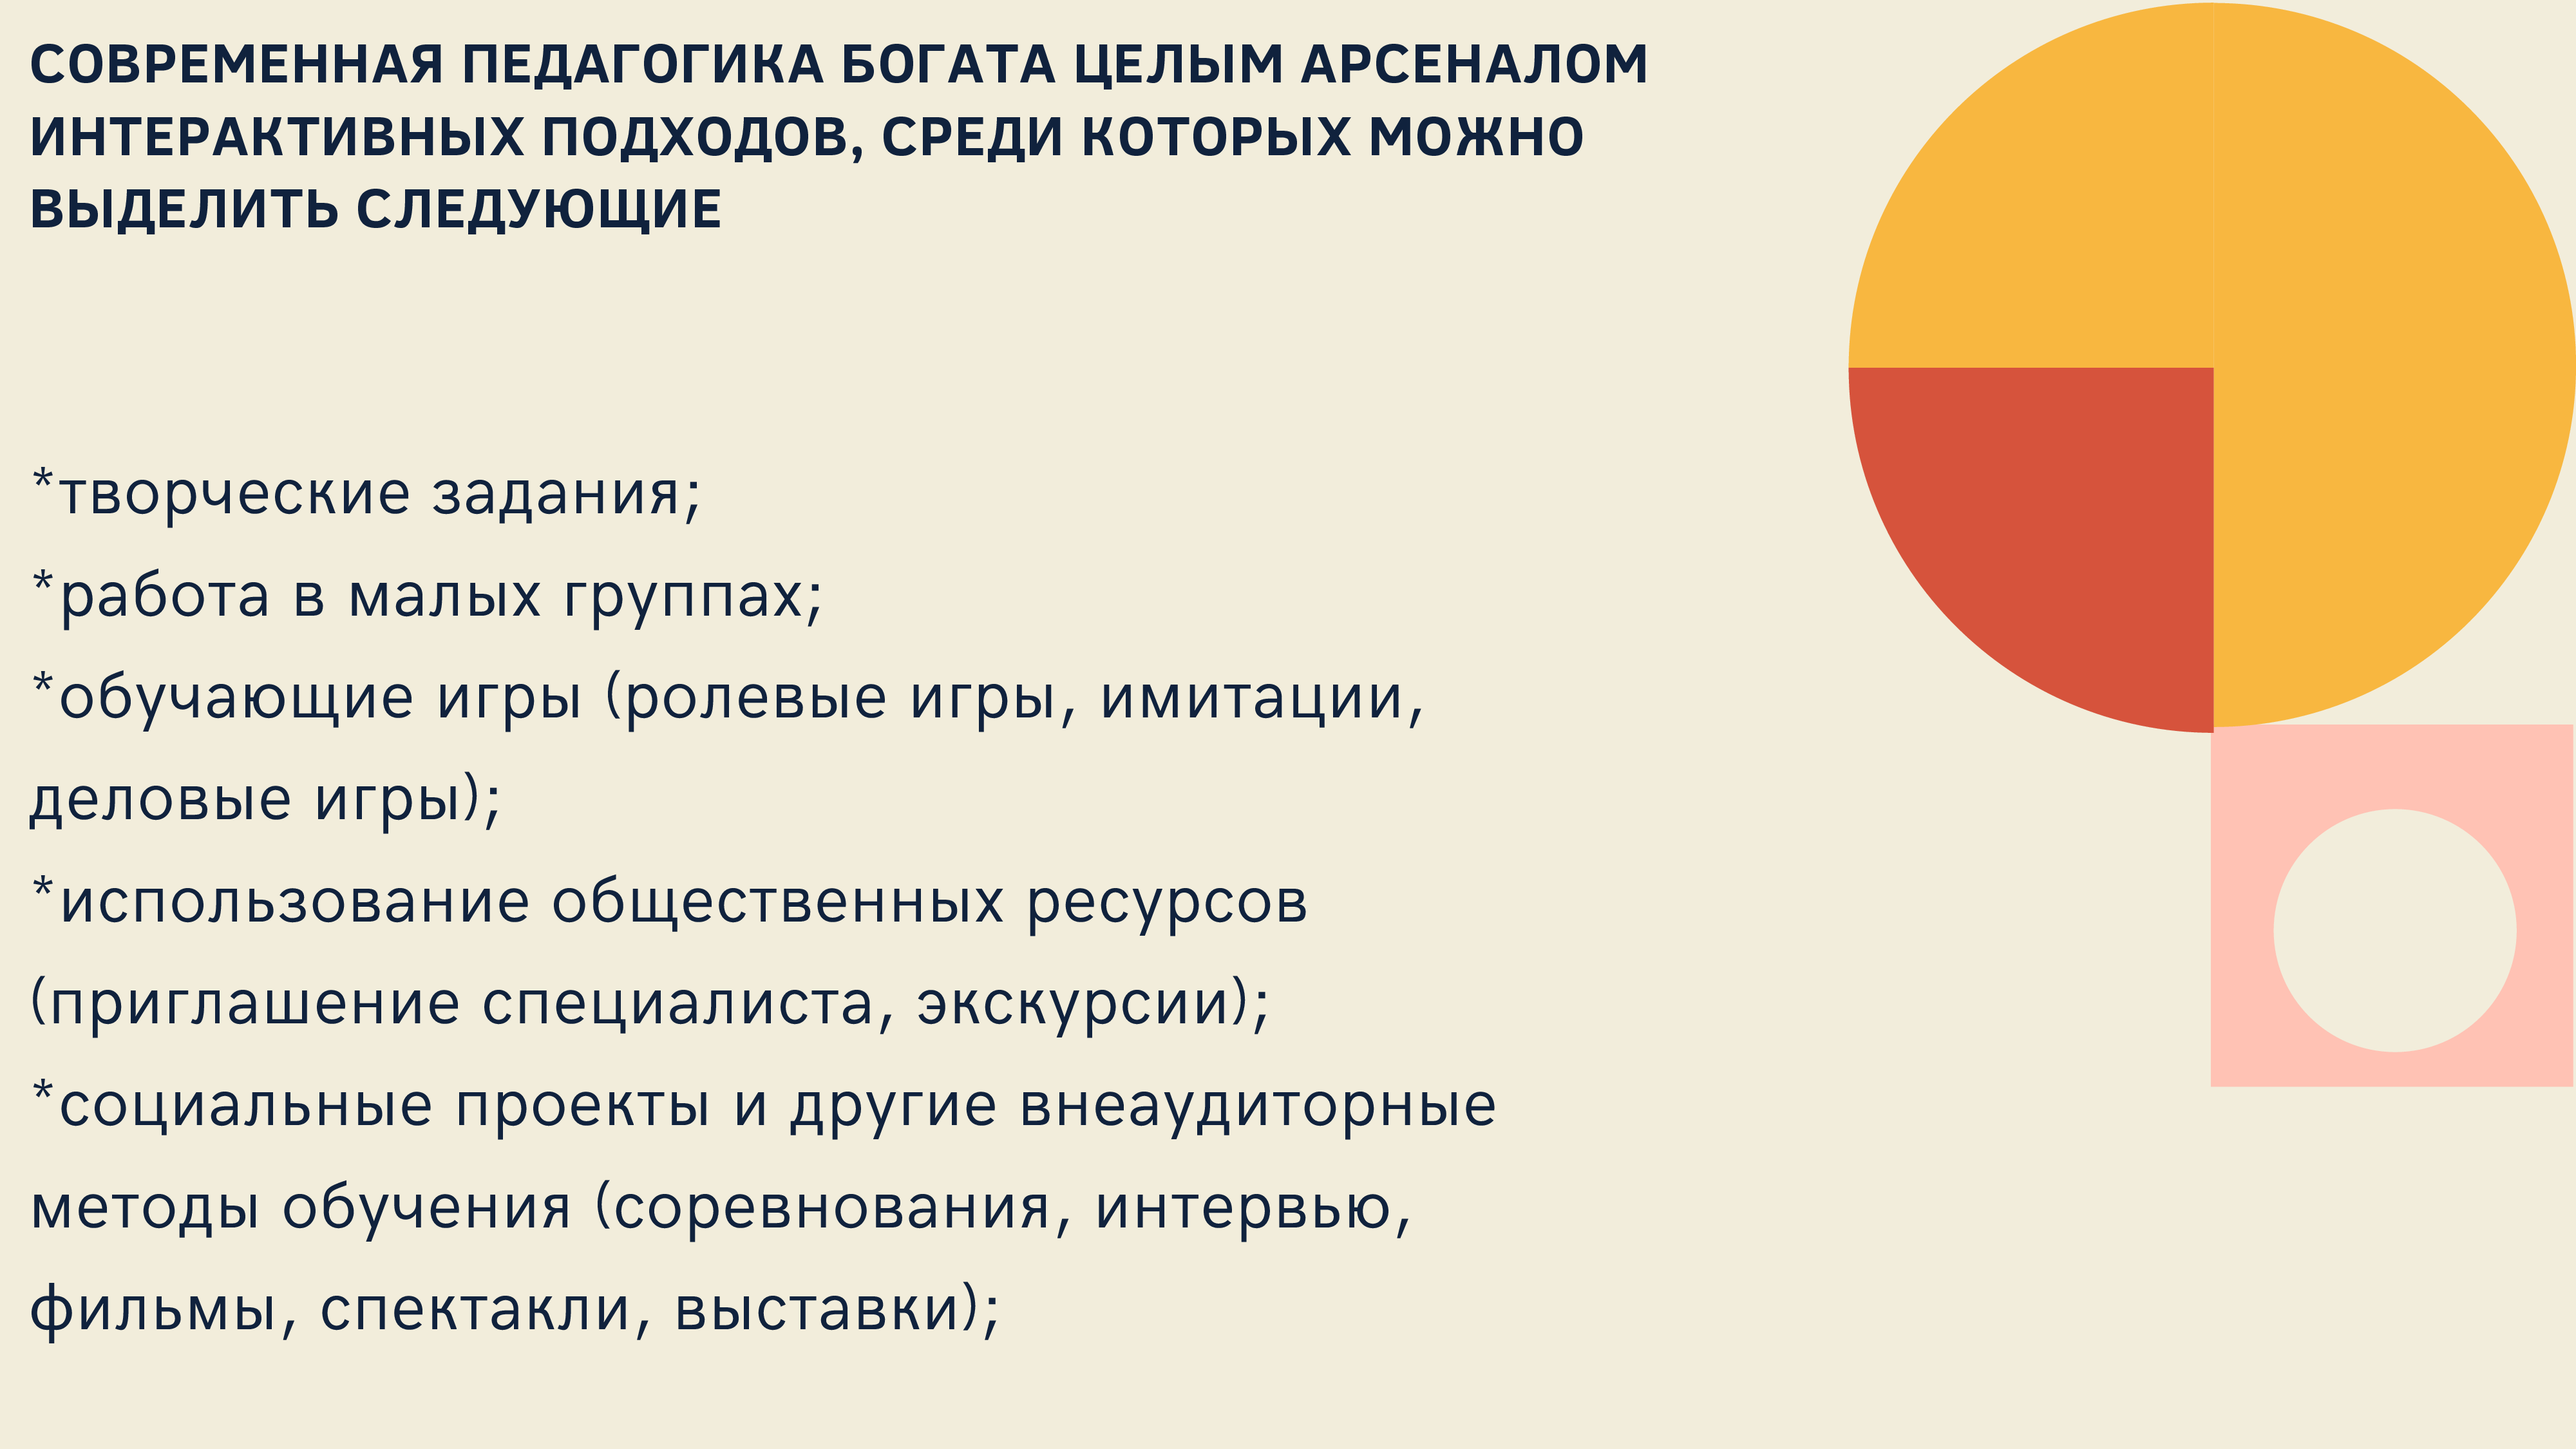 СОВРЕМЕННАЯ ПЕДАГОГИКА БОГАТА ЦЕЛЫМ АРСЕНАЛОМ
ИНТЕРАКТИВНЫХ ПОДХОДОВ, СРЕДИ КОТОРЫХ МОЖНО
ВЫДЕЛИТЬ СЛЕДУЮЩИЕ
*творческие задания;
*работа в малых группах;
*обучающие игры (ролевые игры, имитации,
деловые игры);
*использование общественных ресурсов
(приглашение специалиста, экскурсии);
*социальные проекты и другие внеаудиторные
методы обучения (соревнования, интервью,
фильмы, спектакли, выставки);